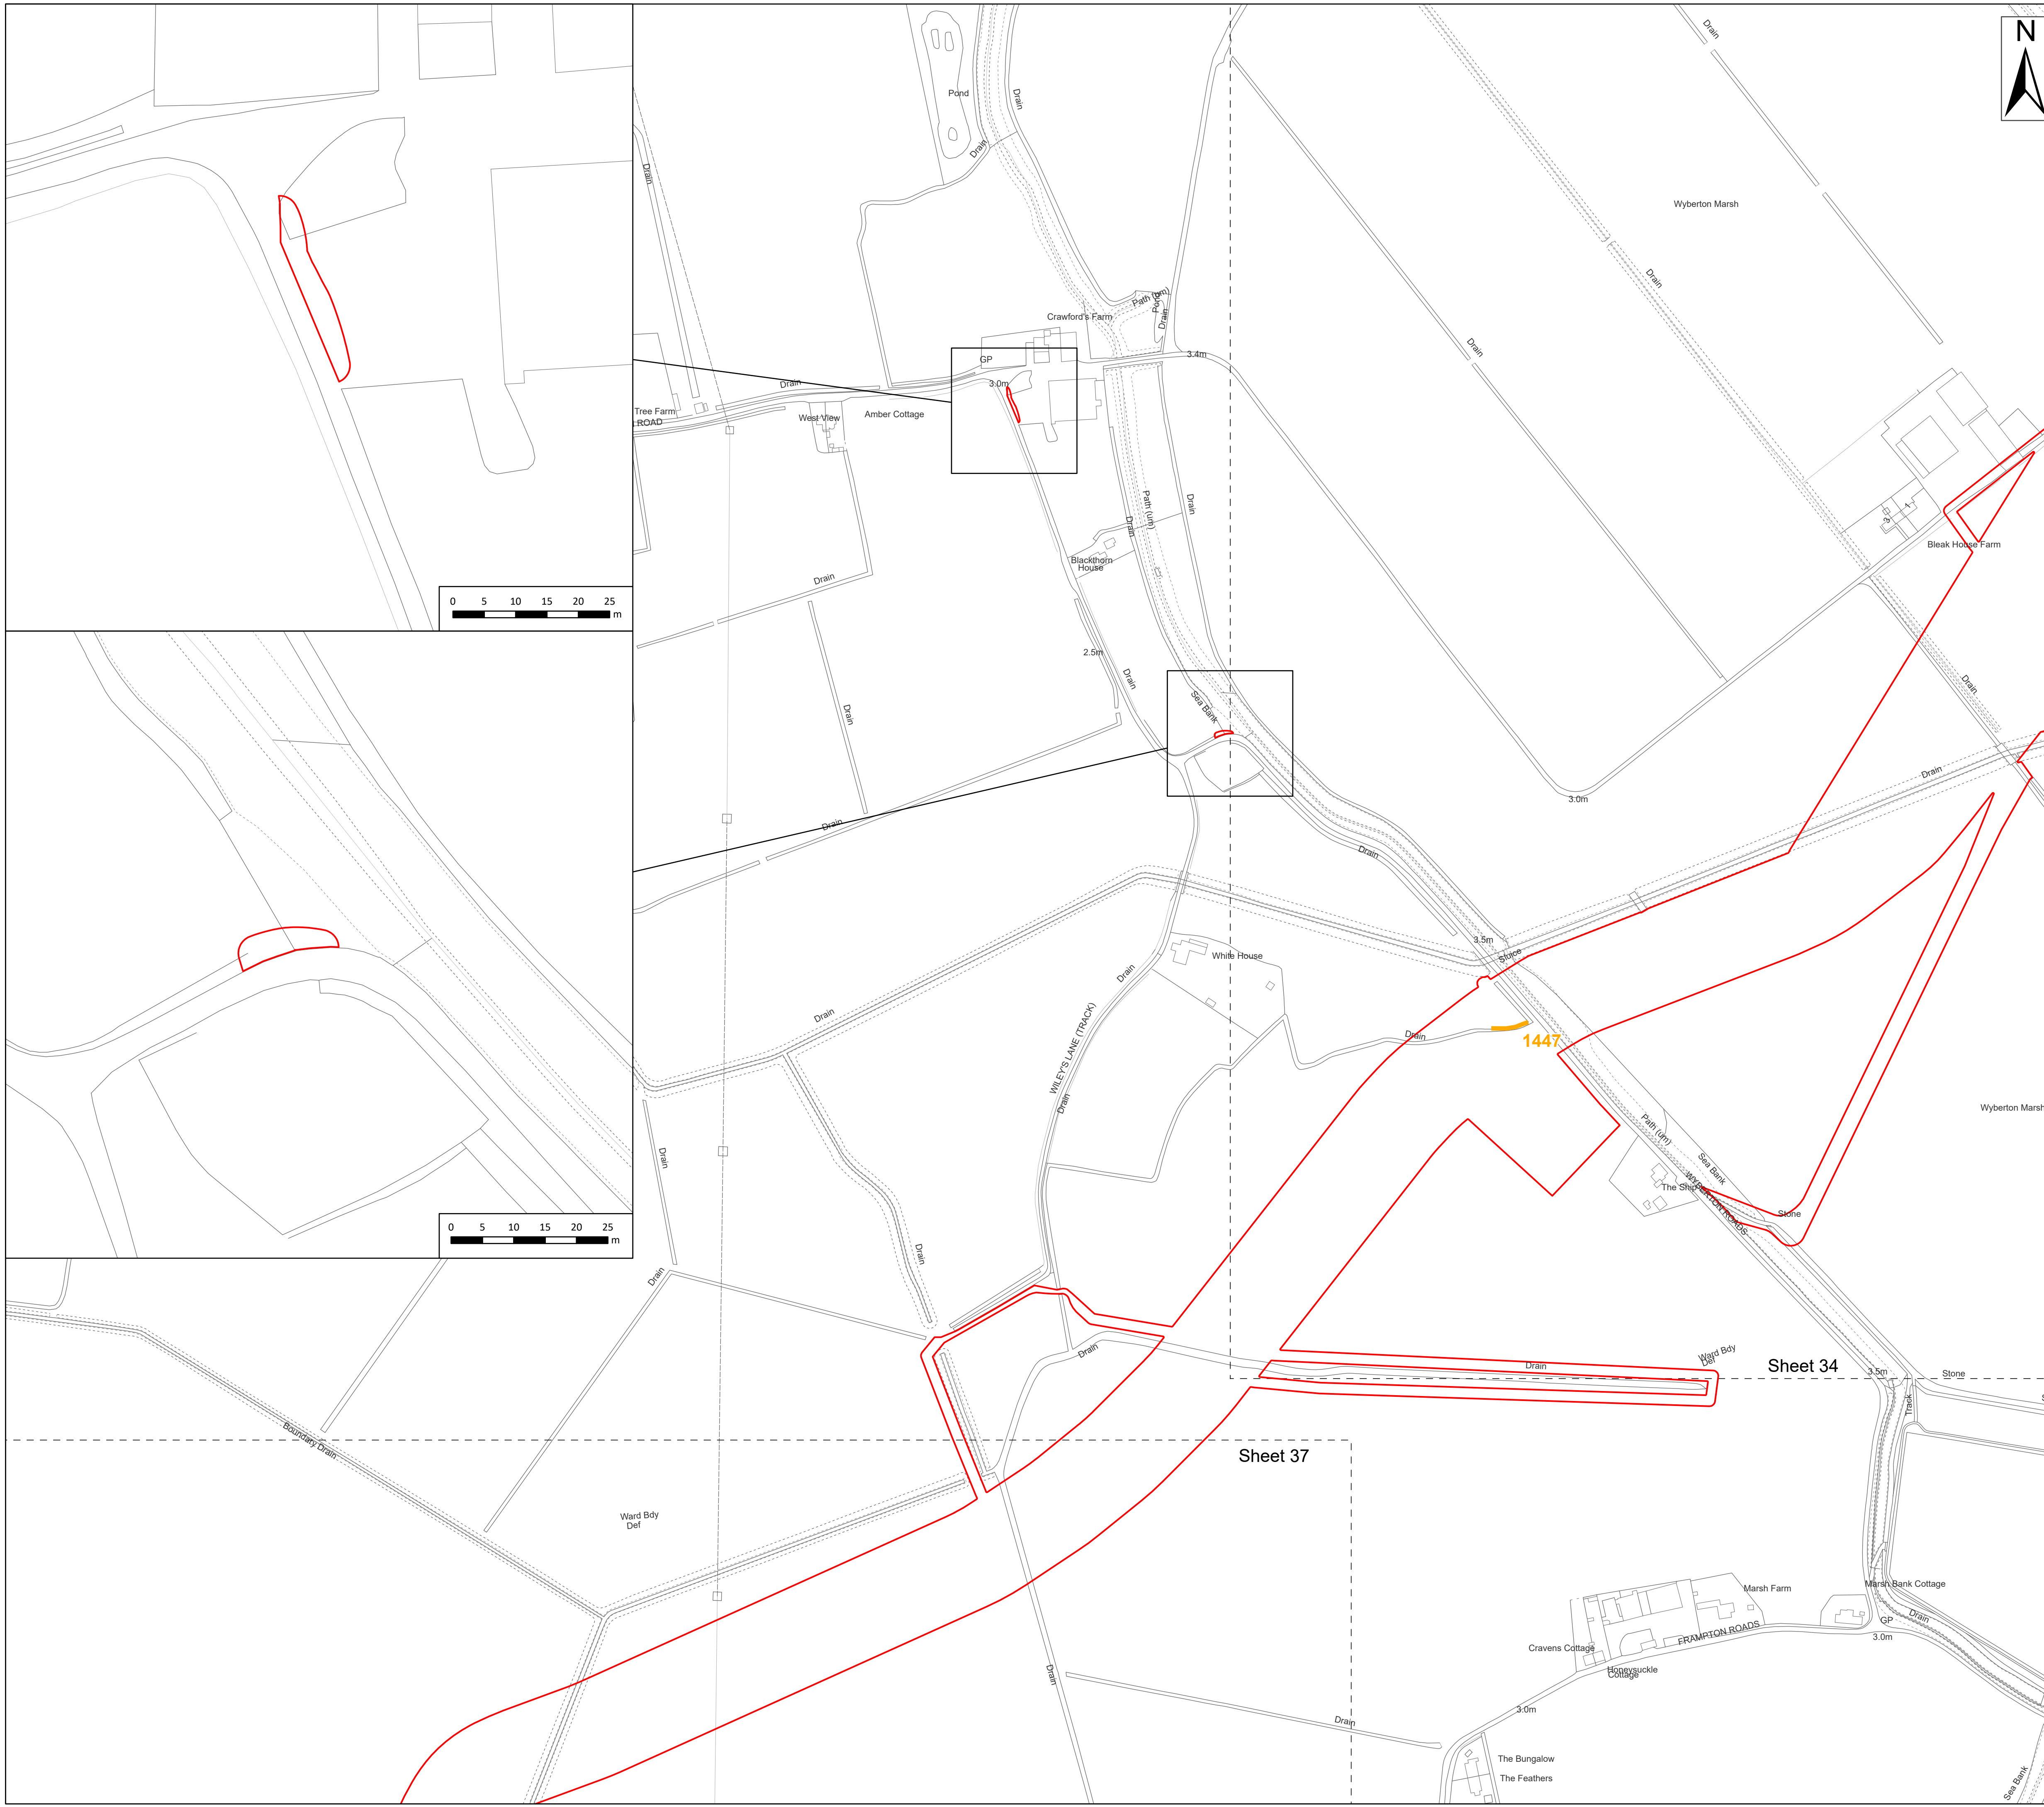 N
Drain
Pond
Drain
Drain
Drain
Wyberton Marsh
Drain
Path (um)
Pond
Drain
Crawford's Farm
3.4m
GP
Drain
3.0m
Drain
Tree Farm
ROAD
West View
Amber Cottage
Path (um)
Drain
Drain
3
1
Bleak House Farm
Blackthorn
House
Drain
0 5 10 15 20 25
m
2.5m
Drain
Drain
Sea Bank
Drain
Drain
3.0m
Drain
Drain
3.5m
Sluice
White House
Drain
Drain
Drain
1447
WILEY'S LANE (TRACK)
Drain
Wyberton Marsh
Path (um)
Drain
Sea Bank
The Ship
WYBERTON ROADS
Stone
0 5 10 15 20 25
m
Drain
Drain
Drain
Ward Bdy
Def
Drain
Sheet 34
3.5m
Stone
Track
Boundary Drain
Sheet 37
Ward Bdy
Def
Marsh Farm
Marsh Bank Cottage
Drain
GP
FRAMPTON ROADS
3.0m
Cravens Cottage
Honeysuckle
Cottage
Drain
3.0m
Drain
The Bungalow
The Feathers
Sea Bank